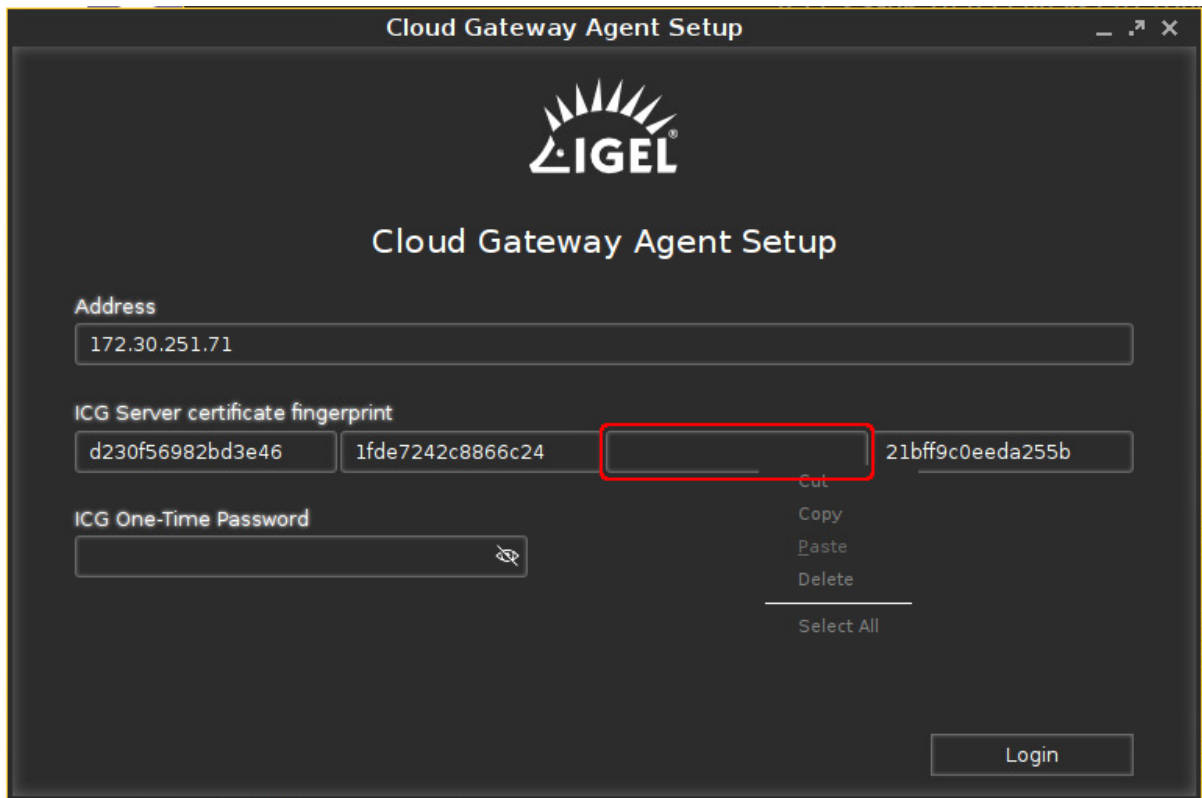 Cloud Gateway Agent Setup
IGEL®
Cloud Gateway Agent Setup
Address
172.30.251.71
ICG Server certificate fingerprint
d230f56982bd3e46 1fde7242c8866c24 21bff9c0eeda255b
Cut
ICG One-Time Password
Copy
Paste
Delete
Select All
Login